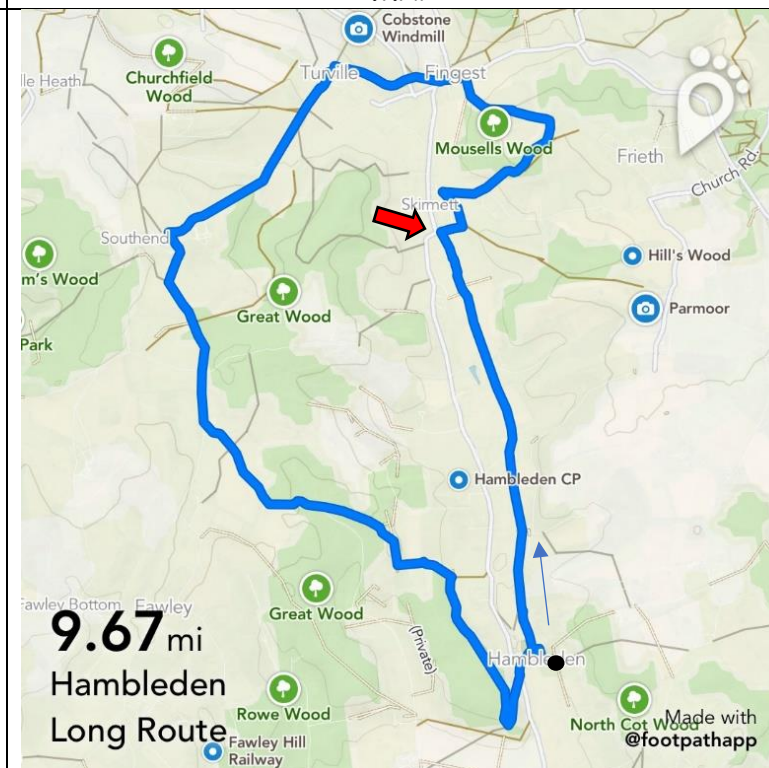 Cobstone
Windmill
lle Heath
Churchfield
Wood
Turville
Fingest
Mousells Wood
Frieth
Church Rd.
Skirmett
Southend
m's Wood
Hill's Wood
Great Wood
Parmoor
Park
Hambleden CP
Great Wood
Fawley Bottom
Fawley
(Private)
9.67 mi
Hambleden
Long Route
Hambleden
Rowe Wood
North Cot Wood
Fawley Hill
Railway
Made with
@footpathapp